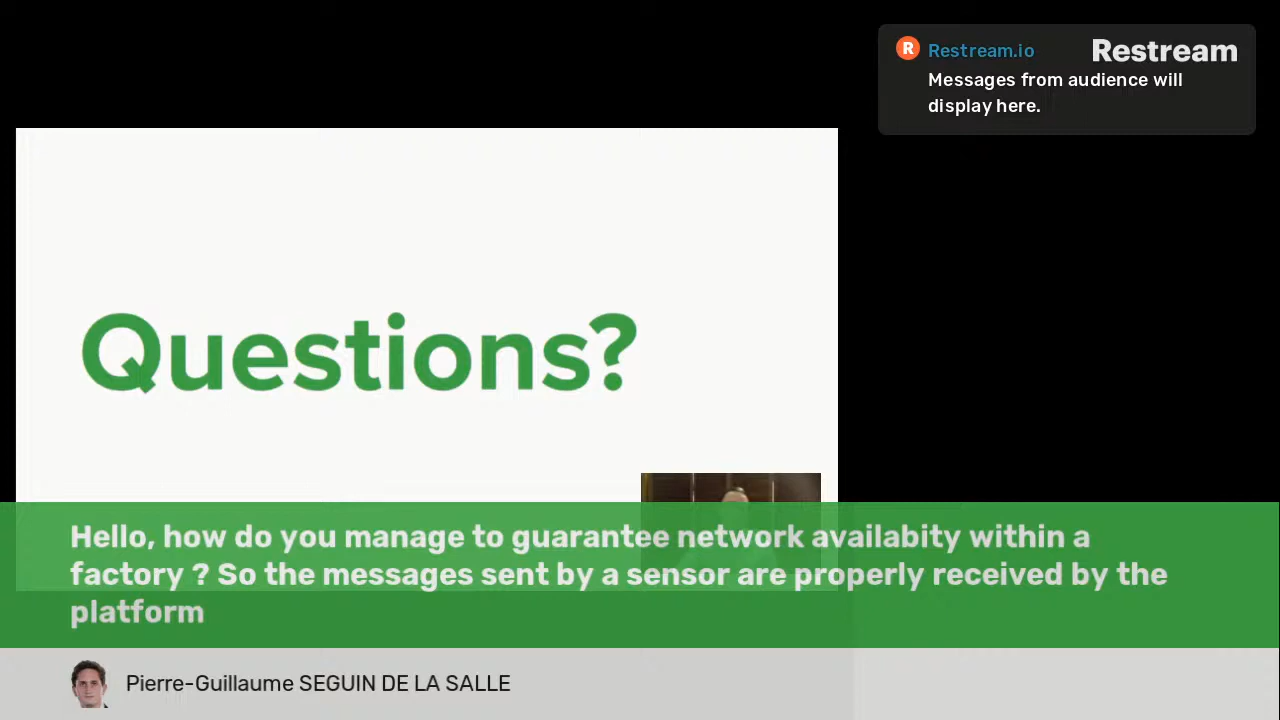 R Restream.io Restream
Messages from audience will
display here.
Questions?
Hello, how do you manage to guarantee network availabity within a
factory ? So the messages sent by a sensor are properly received by the
platform
Pierre-Guillaume SEGUIN DE LA SALLE